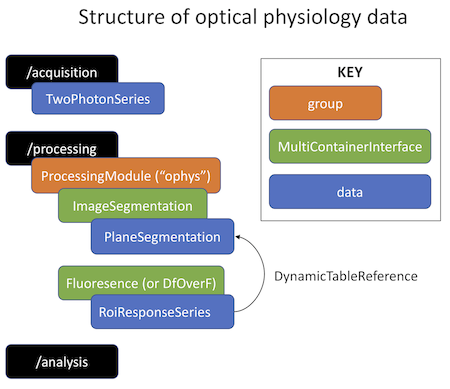 Structure of optical physiology data
/acquisition
TwoPhotonSeries
/processing
ProcessingModule (“ophys”)
ImageSegmentation
PlaneSegmentation
Fluoresence (or DfOverF)
RoiResponseSeries
DynamicTableReference
/analysis
KEY
group
MultiContainerInterface
data